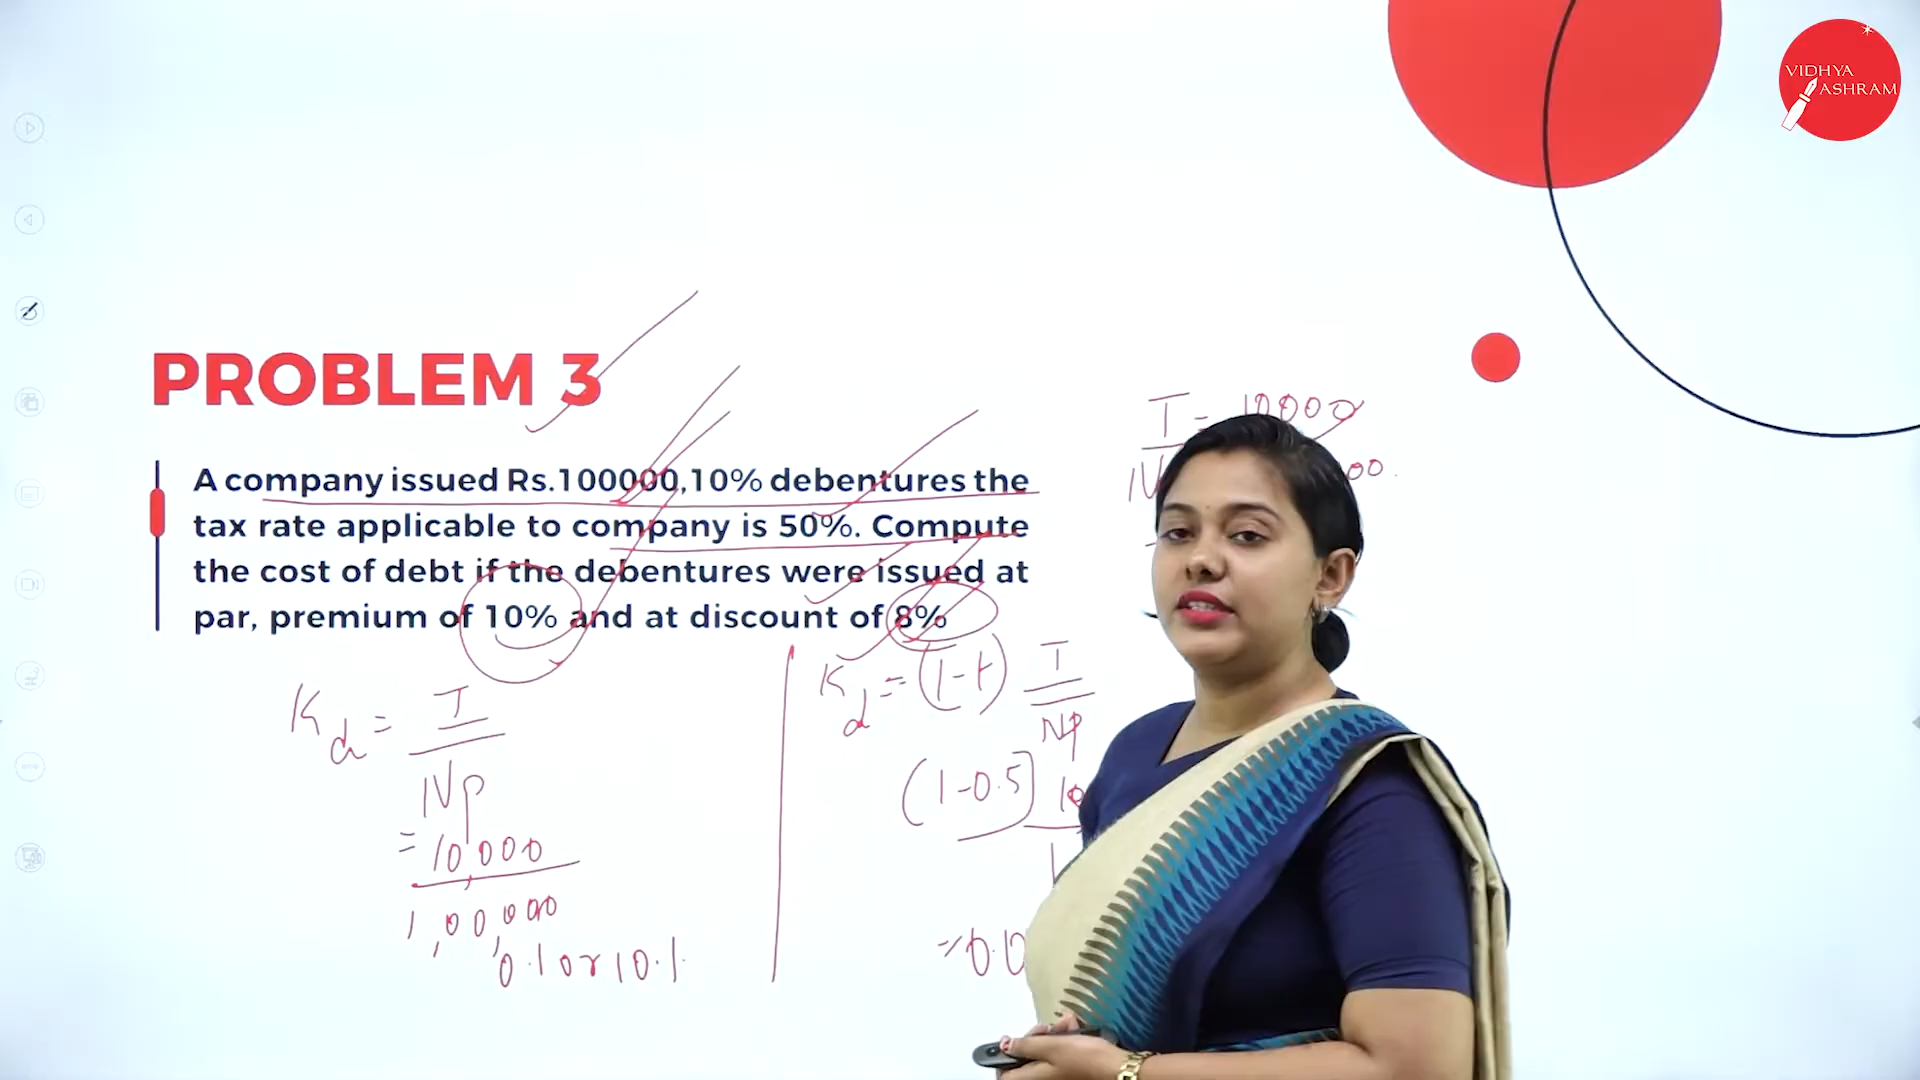 VIDHYA
ASHRAM
PROBLEM 3
A company issued Rs.100000,10% debentures the
tax rate applicable to company is 50%. Compute
the cost of debt if the debentures were issued at
par, premium of 10% and at discount of 8%
I = 10000
Kd = I
NP
= 10,000
1,00,000
0.1 or 10.1.
Kd = (1-t) I
NP
(1-0.5) 10